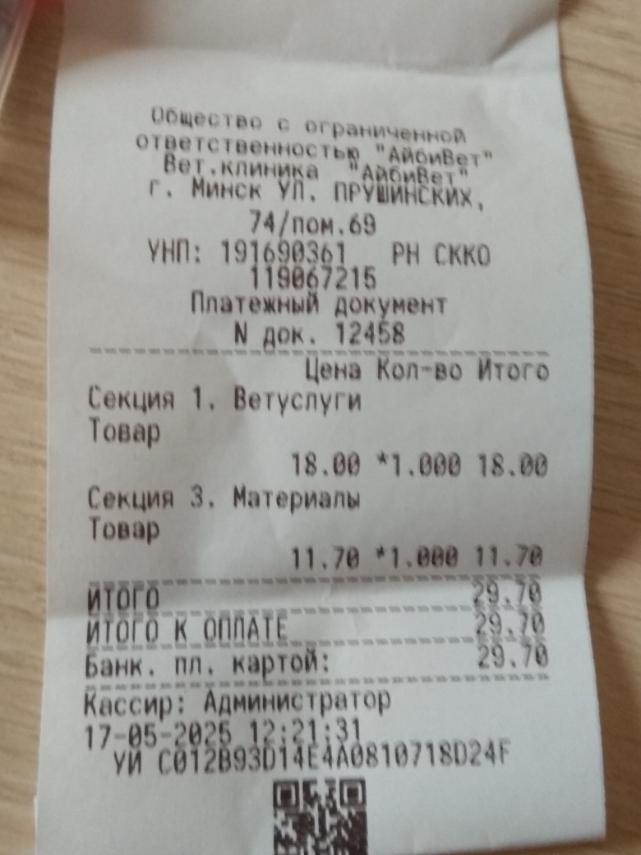 Общество с ограниченной
ответственностью "АйбиВет"
Вет.клиника "АйбиВет"
г. Минск УЛ. ПРУШИНСКИХ,
74/пом.69
УНП: 191690361 РН СККО
119067215
Платежный документ
N док. 12458
Цена Кол-во Итого
Секция 1. Ветуслуги
Товар
18.00 *1.000 18.00
Секция 3. Материалы
Товар
11.70 *1.000 11.70
ИТОГО 29.70
ИТОГО К ОПЛАТЕ 29.70
Банк. пл. картой: 29.70
Кассир: Администратор
17-05-2025 12:21:31
УИ C012B93D14E4A0810718D24F